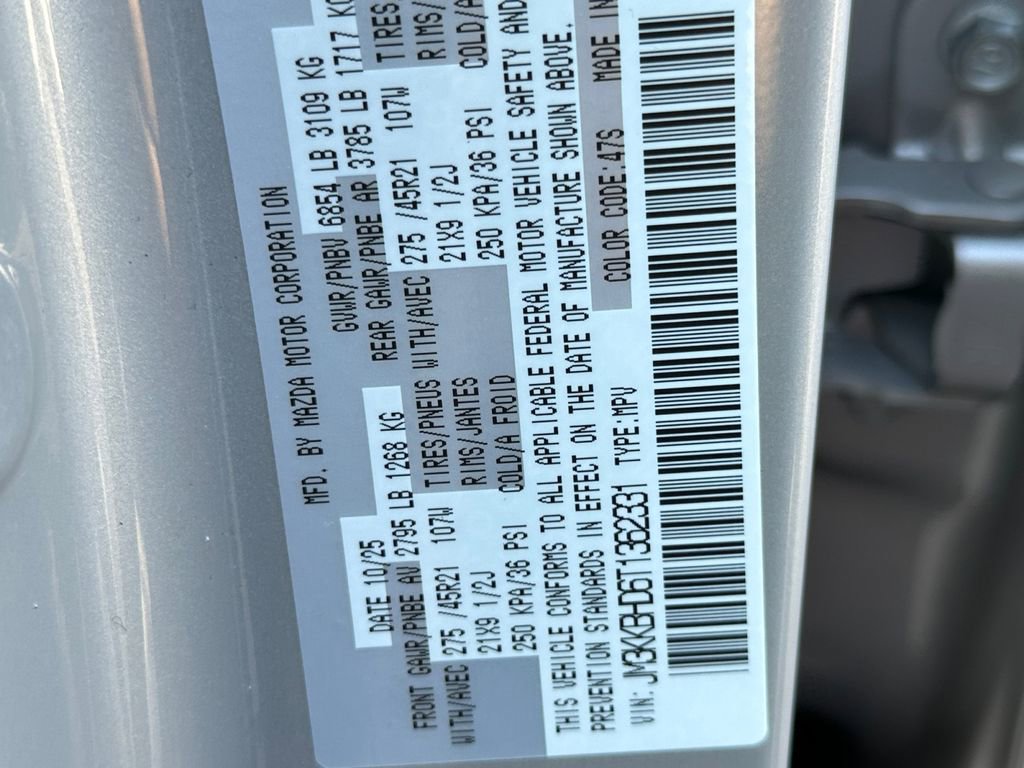 MFD. BY MAZDA MOTOR CORPORATION
DATE 10/25 GVWR/PNBV 6854 LB 3109 KG
FRONT GAWR/PNBE AV 2795 LB 1268 KG REAR GAWR/PNBE AR 3785 LB 1717 KG
WITH/AVEC 275 /45R21 107W TIRES/PNEUS WITH/AVEC 275 /45R21 107W TIRES/
21X9 1/2J RIMS/JANTES 21X9 1/2J RIMS/
250 KPA/36 PSI COLD/A FROID 250 KPA/36 PSI COLD/A
THIS VEHICLE CONFORMS TO ALL APPLICABLE FEDERAL MOTOR VEHICLE SAFETY AND
PREVENTION STANDARDS IN EFFECT ON THE DATE OF MANUFACTURE SHOWN ABOVE.
VIN: JM3KKBHD6T1362331 TYPE:MPV COLOR CODE:47S MADE IN